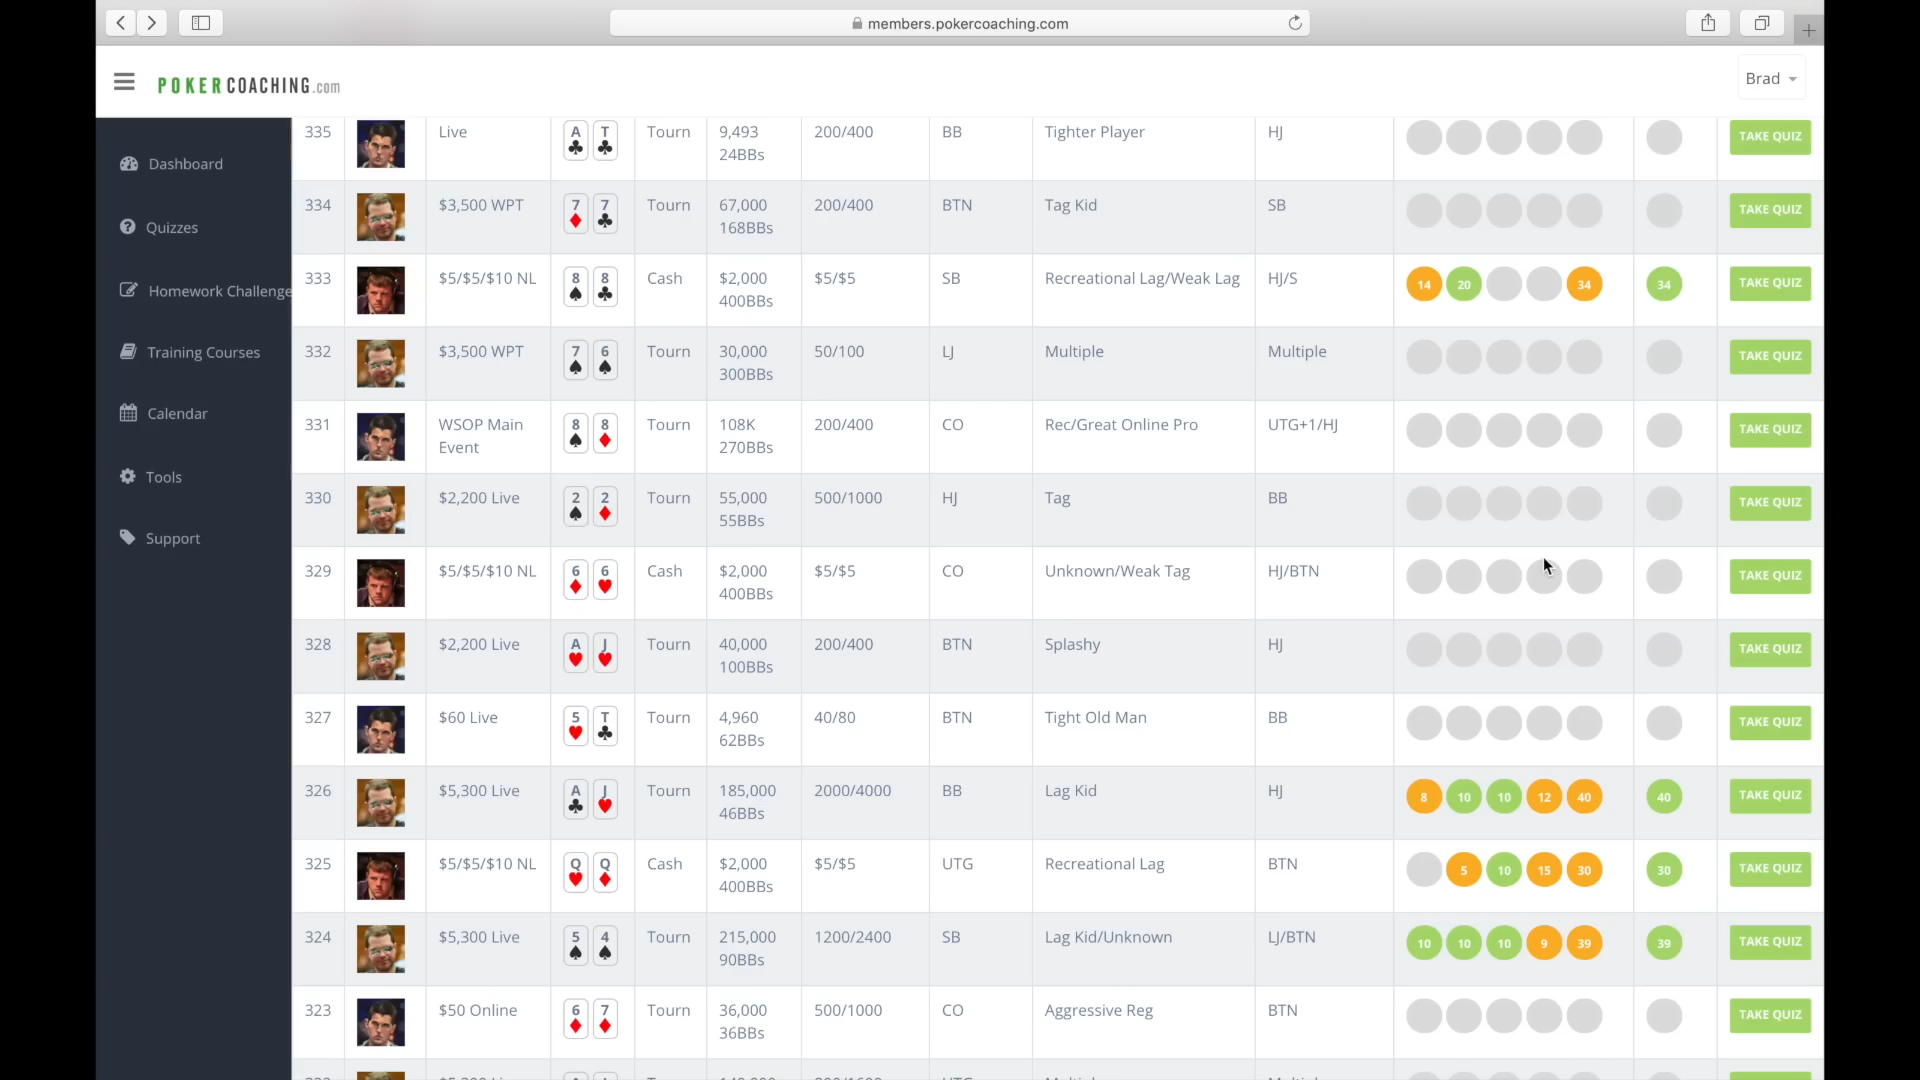 members.pokercoaching.com
POKERCOACHING.com
Brad
Dashboard
Quizzes
Homework Challenge
Training Courses
Calendar
Tools
Support
335 Live A T Tourn 9,493 200/400 BB Tighter Player HJ TAKE QUIZ
24BBs
334 $3,500 WPT 7 7 Tourn 67,000 200/400 BTN Tag Kid SB TAKE QUIZ
168BBs
333 $5/$5/$10 NL 8 8 Cash $2,000 $5/$5 SB Recreational Lag/Weak Lag HJ/S 14 20 34 34 TAKE QUIZ
400BBs
332 $3,500 WPT 7 6 Tourn 30,000 50/100 LJ Multiple Multiple TAKE QUIZ
300BBs
331 WSOP Main 8 8 Tourn 108K 200/400 CO Rec/Great Online Pro UTG+1/HJ TAKE QUIZ
Event 270BBs
330 $2,200 Live 2 2 Tourn 55,000 500/1000 HJ Tag BB TAKE QUIZ
55BBs
329 $5/$5/$10 NL 6 6 Cash $2,000 $5/$5 CO Unknown/Weak Tag HJ/BTN TAKE QUIZ
400BBs
328 $2,200 Live A J Tourn 40,000 200/400 BTN Splashy HJ TAKE QUIZ
100BBs
327 $60 Live 5 T Tourn 4,960 40/80 BTN Tight Old Man BB TAKE QUIZ
62BBs
326 $5,300 Live A J Tourn 185,000 2000/4000 BB Lag Kid HJ 8 10 10 12 40 40 TAKE QUIZ
46BBs
325 $5/$5/$10 NL Q Q Cash $2,000 $5/$5 UTG Recreational Lag BTN 5 10 15 30 30 TAKE QUIZ
400BBs
324 $5,300 Live 5 4 Tourn 215,000 1200/2400 SB Lag Kid/Unknown LJ/BTN 10 10 10 9 39 39 TAKE QUIZ
90BBs
323 $50 Online 6 7 Tourn 36,000 500/1000 CO Aggressive Reg BTN TAKE QUIZ
36BBs